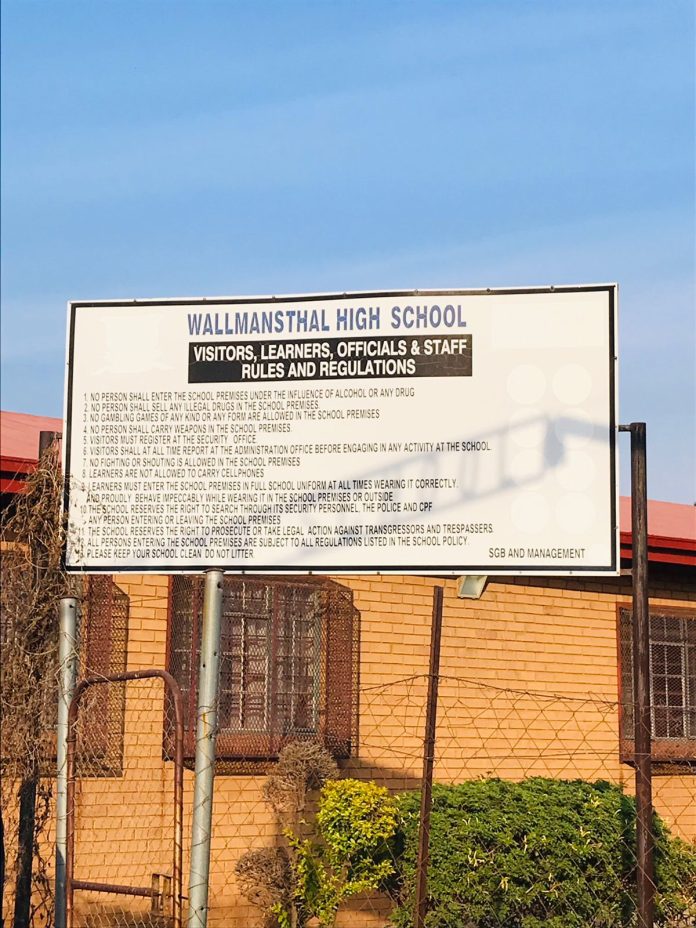 WALLMANSTHAL HIGH SCHOOL
VISITORS, LEARNERS, OFFICIALS & STAFF
RULES AND REGULATIONS
1. NO PERSON SHALL ENTER THE SCHOOL PREMISES UNDER THE INFLUENCE OF ALCOHOL OR ANY DRUG
2. NO PERSON SHALL SELL ANY ILLEGAL DRUGS IN THE SCHOOL PREMISES
3. NO GAMBLING GAMES OF ANY KIND OR ANY FORM ARE ALLOWED IN THE SCHOOL PREMISES
4. NO PERSON SHALL CARRY WEAPONS IN THE SCHOOL PREMISES
5. VISITORS MUST REGISTER AT THE SECURITY OFFICE.
6. VISITORS SHALL AT ALL TIME REPORT AT THE ADMINISTRATION OFFICE BEFORE ENGAGING IN ANY ACTIVITY AT THE SCHOOL.
7. NO FIGHTING OR SHOUTING IS ALLOWED IN THE SCHOOL PREMISES
8. LEARNERS ARE NOT ALLOWED TO CARRY CELLPHONES
LEARNERS MUST ENTER THE SCHOOL PREMISES IN FULL SCHOOL UNIFORM AT ALL TIMES WEARING IT CORRECTLY.
AND PROUDLY BEHAVE IMPECCABLY WHILE WEARING IT IN THE SCHOOL PREMISES OR OUTSIDE
10. THE SCHOOL RESERVES THE RIGHT TO SEARCH THROUGH ITS SECURITY PERSONNEL, THE POLICE AND CPF
ANY PERSON ENTERING OR LEAVING THE SCHOOL PREMISES
THE SCHOOL RESERVES THE RIGHT TO PROSECUTE OR TAKE LEGAL ACTION AGAINST TRANSGRESSORS AND TRESPASSERS.
ALL PERSONS ENTERING THE SCHOOL PREMISES ARE SUBJECT TO ALL REGULATIONS LISTED IN THE SCHOOL POLICY.
PLEASE KEEP YOUR SCHOOL CLEAN DO NOT LITTER
SGB AND MANAGEMENT